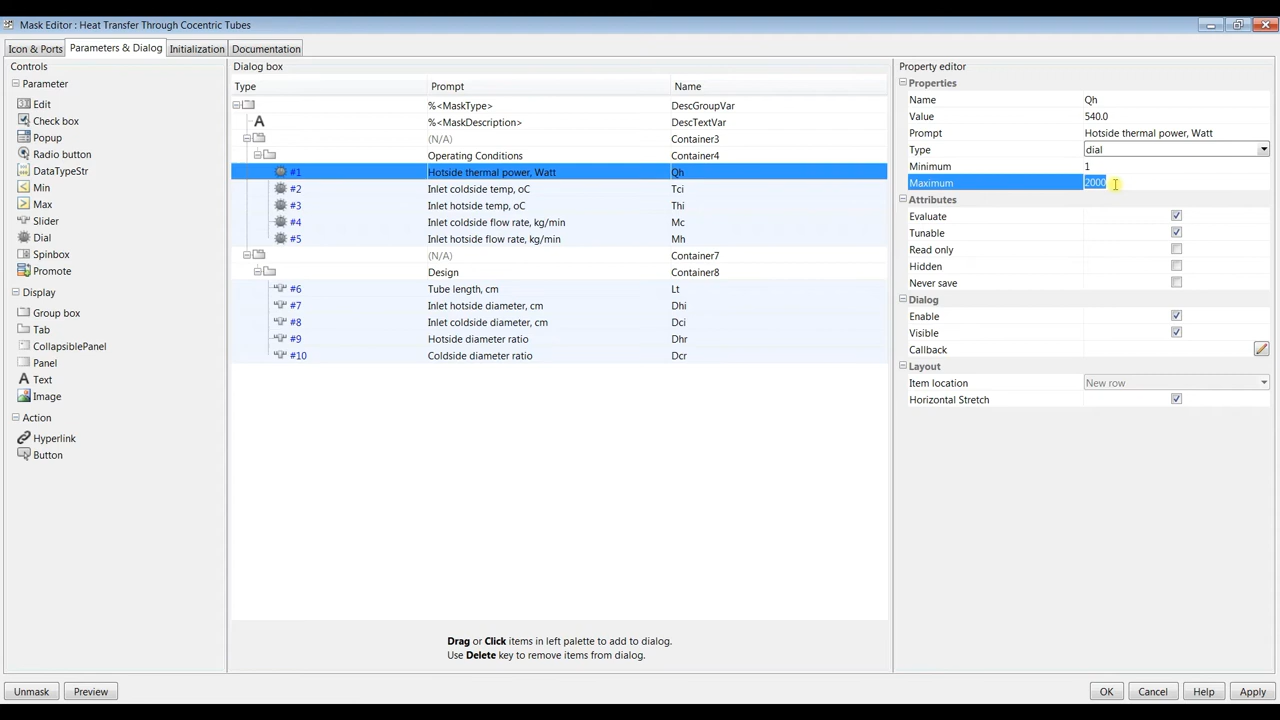 Mask Editor : Heat Transfer Through Cocentric Tubes
Icon & Ports Parameters & Dialog Initialization Documentation
Controls
Parameter
Edit
Check box
Popup
Radio button
DataTypeStr
Min
Max
Slider
Dial
Spinbox
Promote
Display
Group box
Tab
CollapsiblePanel
Panel
A Text
Image
Action
Hyperlink
Button
Dialog box
Type Prompt Name
%<MaskType> DescGroupVar
A %<MaskDescription> DescTextVar
(N/A) Container3
Operating Conditions Container4
#1 Hotside thermal power, Watt Qh
#2 Inlet coldside temp, oC Tci
#3 Inlet hotside temp, oC Thi
#4 Inlet coldside flow rate, kg/min Mc
#5 Inlet hotside flow rate, kg/min Mh
(N/A) Container7
Design Container8
#6 Tube length, cm Lt
#7 Inlet hotside diameter, cm Dhi
#8 Inlet coldside diameter, cm Dci
#9 Hotside diameter ratio Dhr
#10 Coldside diameter ratio Dcr
Drag or Click items in left palette to add to dialog.
Use Delete key to remove items from dialog.
Property editor
Properties
Name Qh
Value 540.0
Prompt Hotside thermal power, Watt
Type dial
Minimum 1
Maximum 2000
Attributes
Evaluate
Tunable
Read only
Hidden
Never save
Dialog
Enable
Visible
Callback
Layout
Item location New row
Horizontal Stretch
Unmask Preview OK Cancel Help Apply